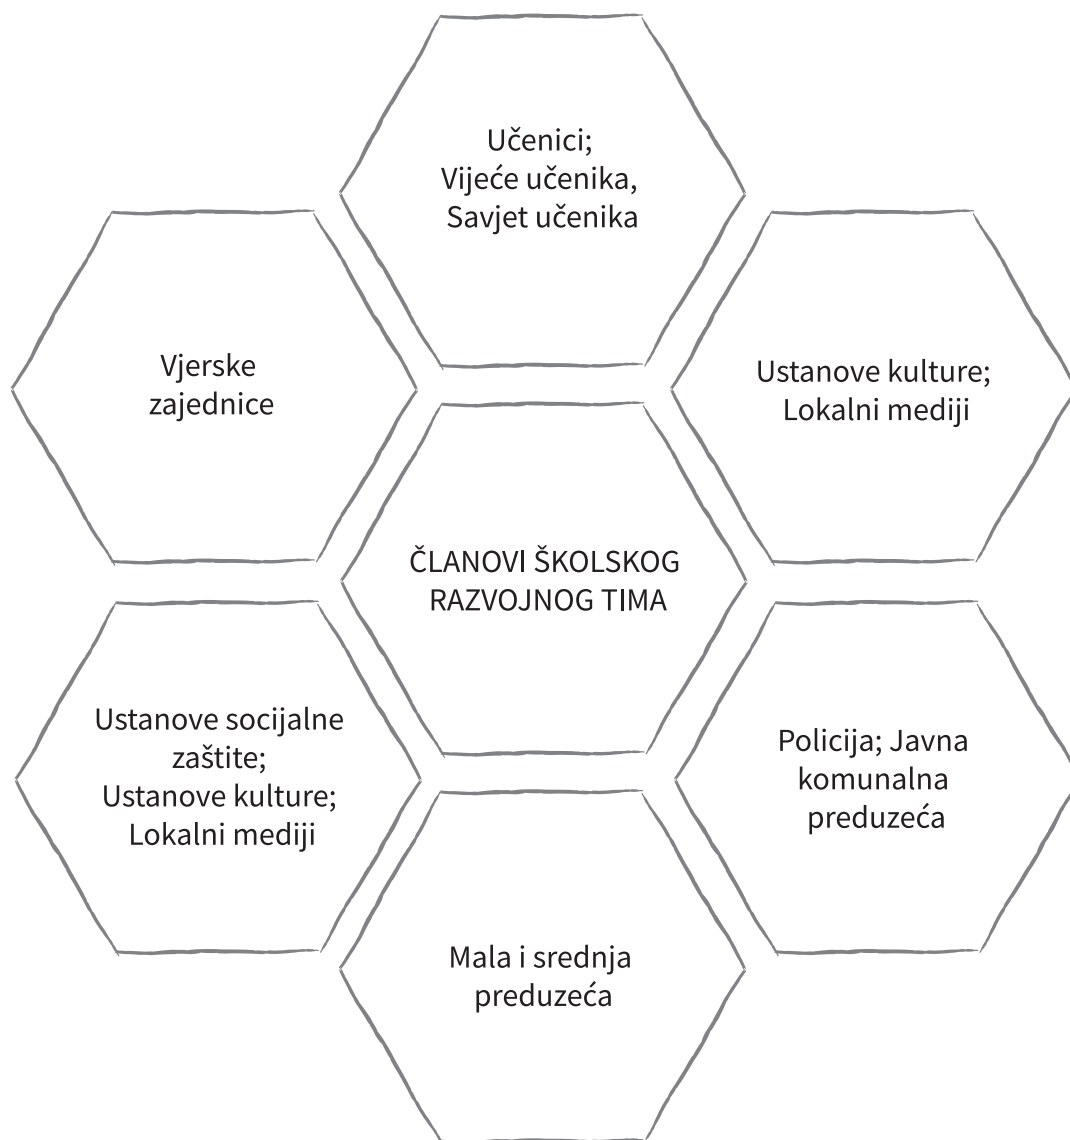 Učenici;
Vijeće učenika,
Savjet učenika
Vjerske
zajednice
Ustanove kulture;
Lokalni mediji
ČLANOVI ŠKOLSKOG
RAZVOJNOG TIMA
Ustanove socijalne
zaštite;
Ustanove kulture;
Lokalni mediji
Policija; Javna
komunalna
preduzeća
Mala i srednja
preduzeća